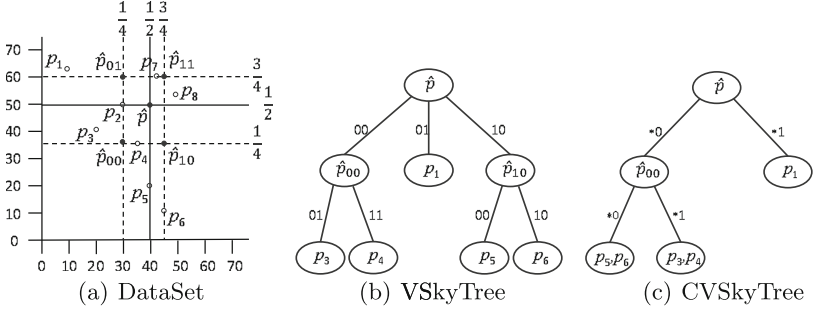 1/4 1/2 3/4
70
60
50
40
30
20
10
0
0 10 20 30 40 50 60 70
p₁ p̂₀₁ p₇ p̂₁₁ 3/4
p₈
p₂ p̂ 1/2
p₃ p̂₀₀ p₄ p̂₁₀ 1/4
p₅
p₆
(a) DataSet
p̂
00 01 10
p̂₀₀ p₁ p̂₁₀
01 11 00 10
p₃ p₄ p₅ p₆
(b) VSkyTree
p̂
*0 *1
p̂₀₀ p₁
*0 *1
p₅,p₆ p₃,p₄
(c) CVSkyTree